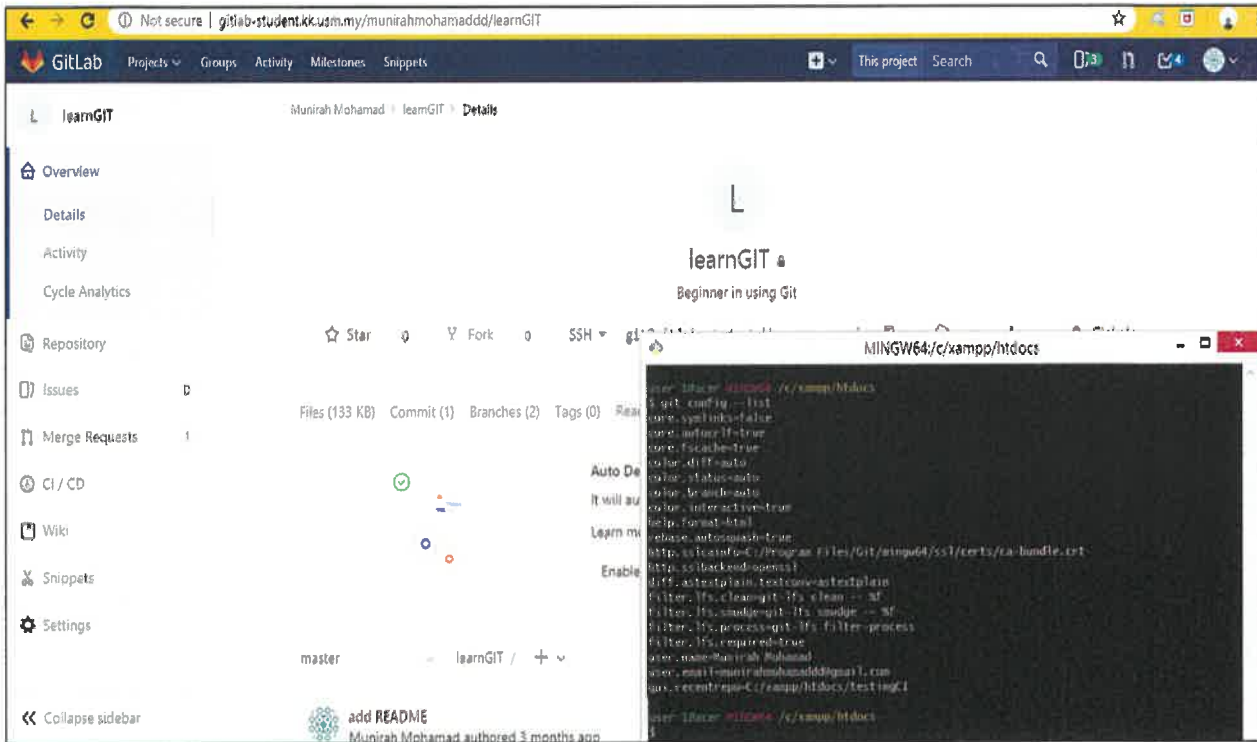 Not secure | gitlab-student.kk.usm.my/munirahmohamaddd/learnGIT
GitLab Projects Groups Activity Milestones Snippets This project Search 3 4
L learnGIT
Munirah Mohamad learnGIT Details
Overview
Details
Activity
Cycle Analytics
Repository
Issues
Merge Requests 1
CI / CD
Wiki
Snippets
Settings
Collapse sidebar
L
learnGIT
Beginner in using Git
Star 0 Fork 0 SSH
Files (133 KB) Commit (1) Branches (2) Tags (0)
Auto De
It will au
Learn mo
Enable
master learnGIT / +
add README
Munirah Mohamad authored 3 months ago
MINGW64:/c/xampp/htdocs
/c/xampp/htdocs
$ git config --list
core.symlinks=false
core.autocrlf=true
core.fscache=true
color.diff=auto
color.status=auto
color.branch=auto
color.interactive=true
help.format=html
rebase.autosquash=true
http.sslcainfo=C:/Program Files/Git/mingw64/ssl/certs/ca-bundle.crt
http.sslbackend=openssl
diff.astextplain.textconv=astextplain
filter.lfs.clean=git-lfs clean -- %f
filter.lfs.smudge=git-lfs smudge -- %f
filter.lfs.process=git-lfs filter-process
filter.lfs.required=true
user.name=Munirah Mohamad
user.email=munirahmohamaddd@gmail.com
gui.recentrepo=C:/xampp/htdocs/testingCI
/c/xampp/htdocs
$